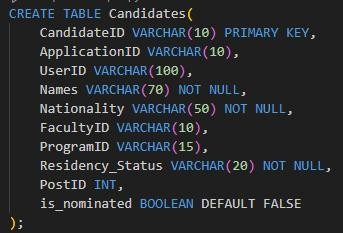 CREATE TABLE Candidates(
CandidateID VARCHAR(10) PRIMARY KEY,
ApplicationID VARCHAR(10),
UserID VARCHAR(100),
Names VARCHAR(70) NOT NULL,
Nationality VARCHAR(50) NOT NULL,
FacultyID VARCHAR(10),
ProgramID VARCHAR(15),
Residency_Status VARCHAR(20) NOT NULL,
PostID INT,
is_nominated BOOLEAN DEFAULT FALSE
);